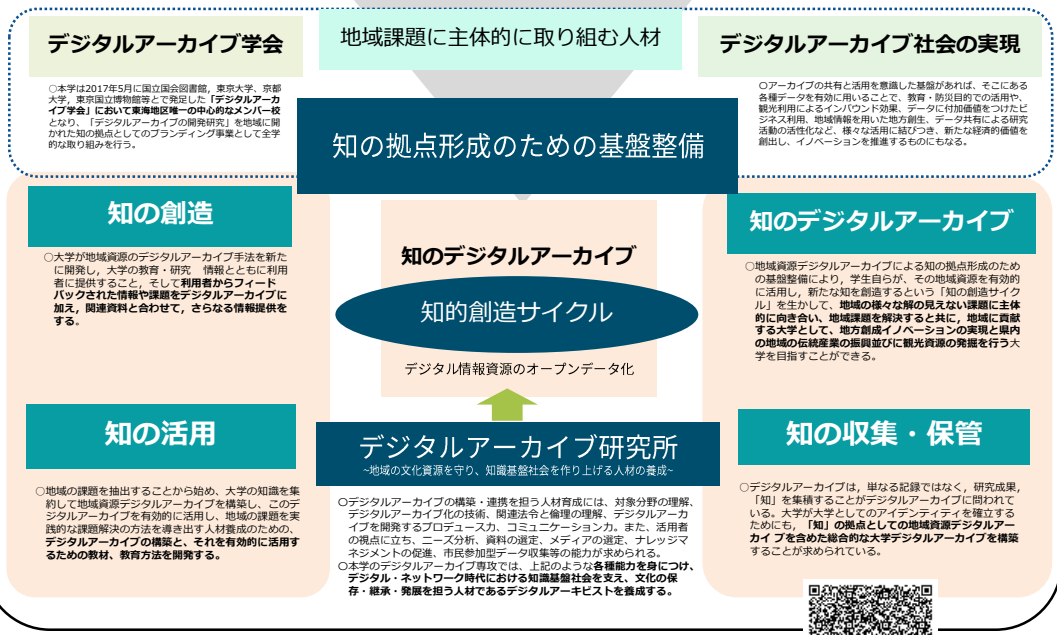 デジタルアーカイブ学会
○本学は2017年5月に国立国会図書館，東京大学，京都
大学，東京国立博物館等とで発足した「デジタルアーカ
イブ学会」において東海地区唯一の中心的なメンバー校
となり、「デジタルアーカイブの開発研究」を地域に開
かれた知の拠点としてのブランディング事業として全学
的な取り組みを行う。
地域課題に主体的に取り組む人材
デジタルアーカイブ社会の実現
○アーカイブの共有と活用を意識した基盤があれば、そこにある
各種データを有効に用いることで、教育・防災目的での活用や、
観光利用によるインバウンド効果、データに付加価値をつけたビ
ジネス利用、地域情報を用いた地方創生、データ共有による研究
活動の活性化など、様々な活用に結びつき、新たな経済的価値を
創出し、イノベーションを推進するものにもなる。
知の拠点形成のための基盤整備
知の創造
○大学が地域資源のデジタルアーカイブ手法を新た
に開発し，大学の教育・研究　情報とともに利用
者に提供すること，そして利用者からフィード
バックされた情報や課題をデジタルアーカイブに
加え，関連資料と合わせて，さらなる情報提供を
する。
知のデジタルアーカイブ
知的創造サイクル
デジタル情報資源のオープンデータ化
知のデジタルアーカイブ
○地域資源デジタルアーカイブによる知の拠点形成のため
の基盤整備により，学生自らが、その地域資源を有効的
に活用し，新たな知を創造するという「知の創造サイク
ル」を生かして、地域の様々な解の見えない課題に主体
的に向き合い、地域課題を解決すると共に，地域に貢献
する大学として、地方創成イノベーションの実現と県内
の地域の伝統産業の振興並びに観光資源の発掘を行う大
学を目指すことができる。
知の活用
○地域の課題を抽出することから始め、大学の知識を集
約して地域資源デジタルアーカイブを構築し、このデ
ジタルアーカイブを有効的に活用し、地域の課題を実
践的な課題解決の方法を導き出す人材養成のための、
デジタルアーカイブの構築と、それを有効的に活用す
るための教材、教育方法を開発する。
デジタルアーカイブ研究所
~地域の文化資源を守り、知識基盤社会を作り上げる人材の養成~
○デジタルアーカイブの構築・連携を担う人材育成には、対象分野の理解、
デジタルアーカイブ化の技術、関連法令と倫理の理解、デジタルアーカ
イブを開発するプロデュース力、コミュニケーション力。また、活用者
の視点に立ち、ニーズ分析、資料の選定、メディアの選定、ナレッジマ
ネジメントの促進、市民参加型データ収集等の能力が求められる。
○本学のデジタルアーカイブ専攻では、上記のような各種能力を身につけ、
デジタル・ネットワーク時代における知識基盤社会を支え、文化の保
存・継承・発展を担う人材であるデジタルアーキビストを養成する。
知の収集・保管
○デジタルアーカイブは，単なる記録ではなく，研究成果，
「知」を集積することがデジタルアーカイブに問われて
いる。大学が大学としてのアイデンティティを確立する
ためにも，「知」の拠点としての地域資源デジタルアー
カイブを含めた総合的な大学デジタルアーカイブを構築
することが求められている。